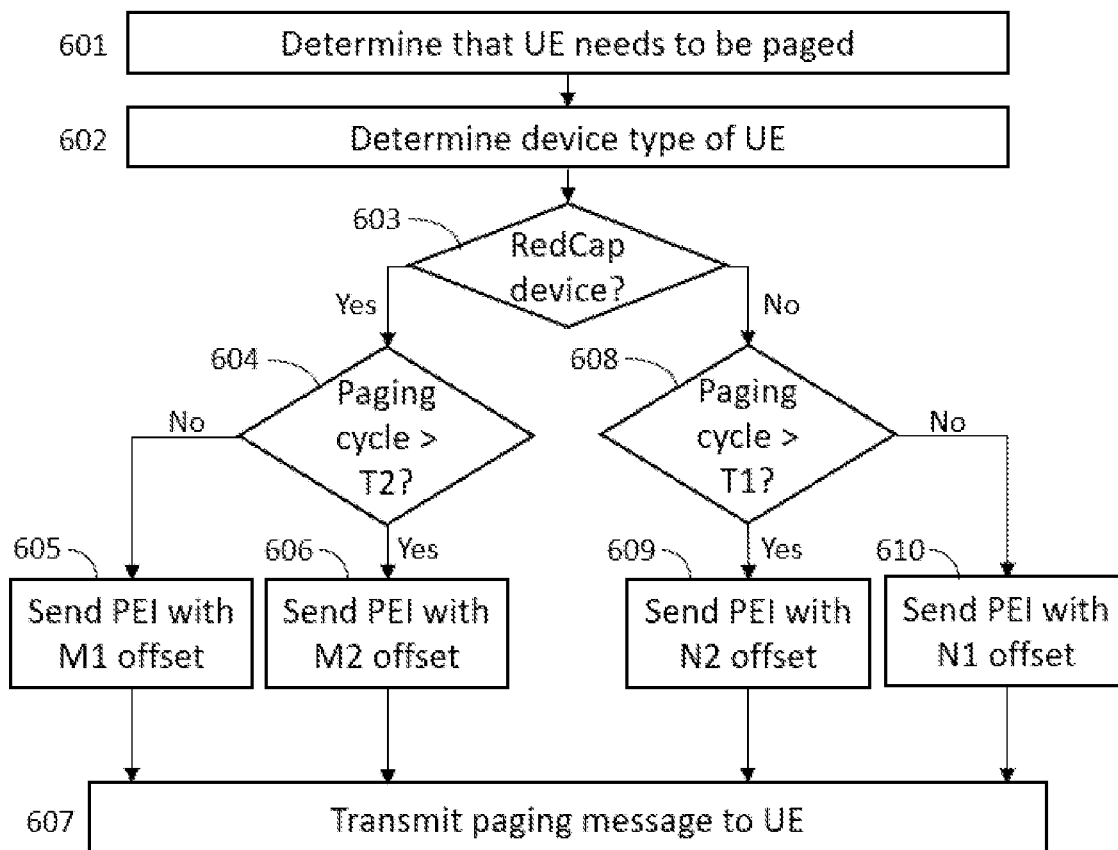 601 Determine that UE needs to be paged
602 Determine device type of UE
603
RedCap
device?
Yes
No
604
Paging
cycle >
T2?
No
Yes
608
Paging
cycle >
T1?
No
Yes
605
Send PEI with
M1 offset
606
Send PEI with
M2 offset
609
Send PEI with
N2 offset
610
Send PEI with
N1 offset
607 Transmit paging message to UE